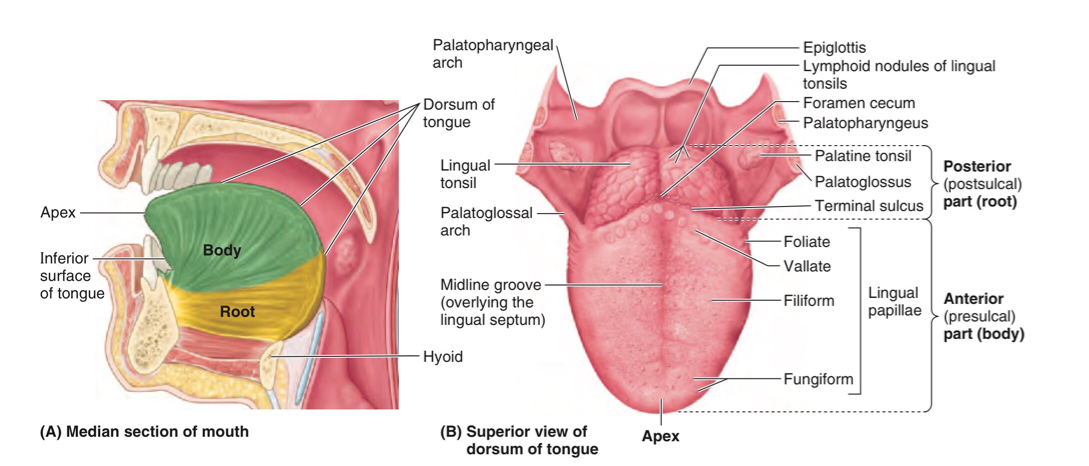 Dorsum of
tongue
Apex
Inferior
surface
of tongue
Body
Root
Hyoid
(A) Median section of mouth
Palatopharyngeal
arch
Lingual
tonsil
Palatoglossal
arch
Midline groove
(overlying the
lingual septum)
Epiglottis
Lymphoid nodules of lingual
tonsils
Foramen cecum
Palatopharyngeus
Palatine tonsil
Palatoglossus
Terminal sulcus
Posterior
(postsulcal)
part (root)
Foliate
Vallate
Filiform
Fungiform
Lingual
papillae
Anterior
(presulcal)
part (body)
Apex
(B) Superior view of
dorsum of tongue